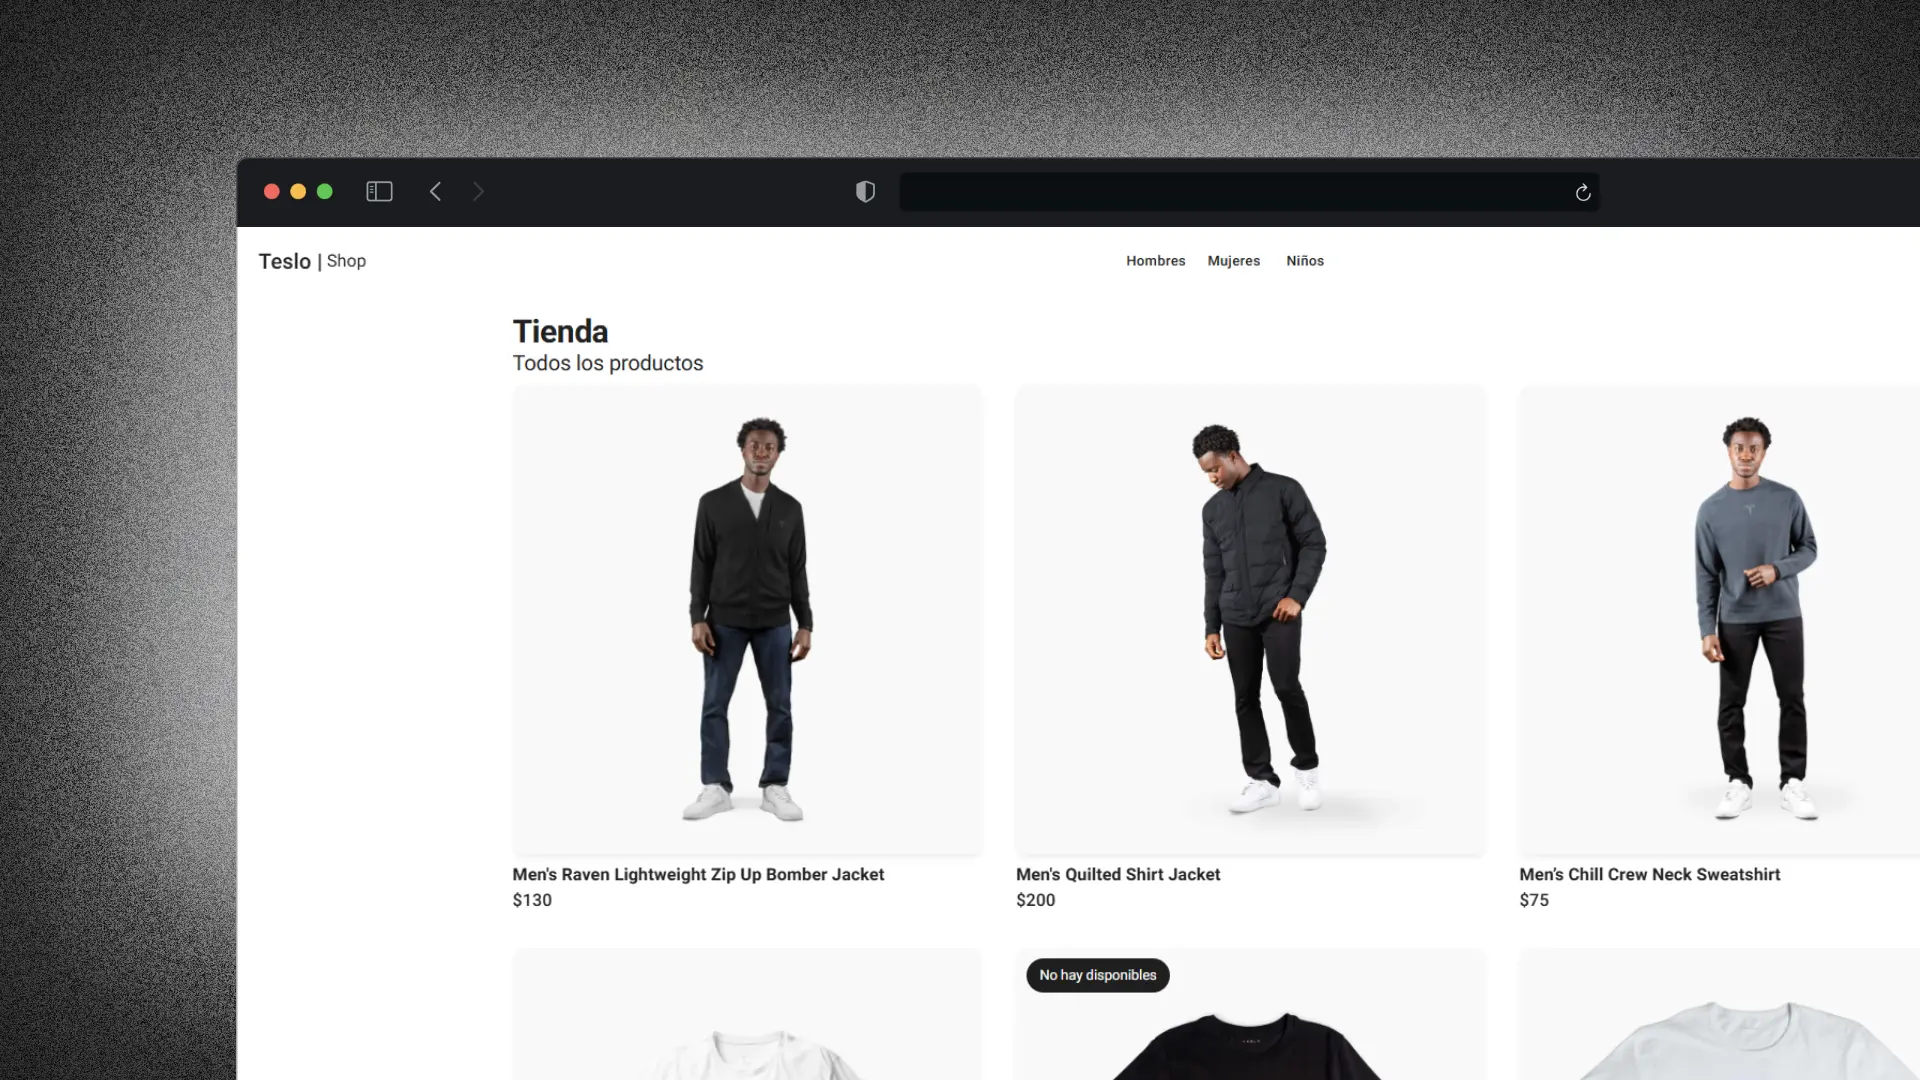 Teslo | Shop
Hombres Mujeres Niños
Tienda
Todos los productos
Men's Raven Lightweight Zip Up Bomber Jacket
$130
Men's Quilted Shirt Jacket
$200
Men’s Chill Crew Neck Sweatshirt
$75
No hay disponibles